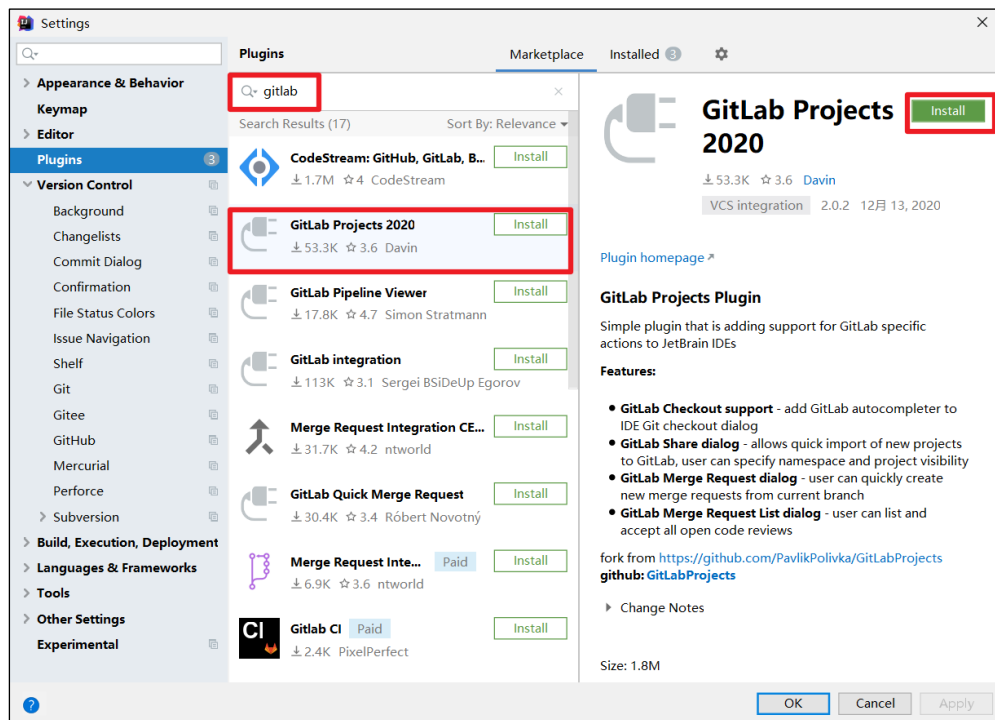 Settings
Appearance & Behavior
Keymap
Editor
Plugins 3
Version Control
Background
Changelists
Commit Dialog
Confirmation
File Status Colors
Issue Navigation
Shelf
Git
Gitee
GitHub
Mercurial
Perforce
Subversion
Build, Execution, Deployment
Languages & Frameworks
Tools
Other Settings
Experimental
Plugins
Marketplace
Installed 3
gitlab
Search Results (17) Sort By: Relevance
CodeStream: GitHub, GitLab, B... Install
1.7M 4 CodeStream
GitLab Projects 2020 Install
53.3K 3.6 Davin
GitLab Pipeline Viewer Install
17.8K 4.7 Simon Stratmann
GitLab integration Install
113K 3.1 Sergei BSiDeUp Egorov
Merge Request Integration CE... Install
31.7K 4.2 ntworld
GitLab Quick Merge Request Install
30.4K 3.4 Róbert Novotný
Merge Request Inte... Paid Install
6.9K 3.6 ntworld
CI Gitlab CI Paid Install
2.4K PixelPerfect
GitLab Projects Install
2020
53.3K 3.6 Davin
VCS integration 2.0.2 12月 13, 2020
Plugin homepage
GitLab Projects Plugin
Simple plugin that is adding support for GitLab specific
actions to JetBrain IDEs
Features:
GitLab Checkout support - add GitLab autocompleter to
IDE Git checkout dialog
GitLab Share dialog - allows quick import of new projects
to GitLab, user can specify namespace and project visibility
GitLab Merge Request dialog - user can quickly create
new merge requests from current branch
GitLab Merge Request List dialog - user can list and
accept all open code reviews
fork from https://github.com/PavlikPolivka/GitLabProjects
github: GitLabProjects
Change Notes
Size: 1.8M
?
OK Cancel Apply